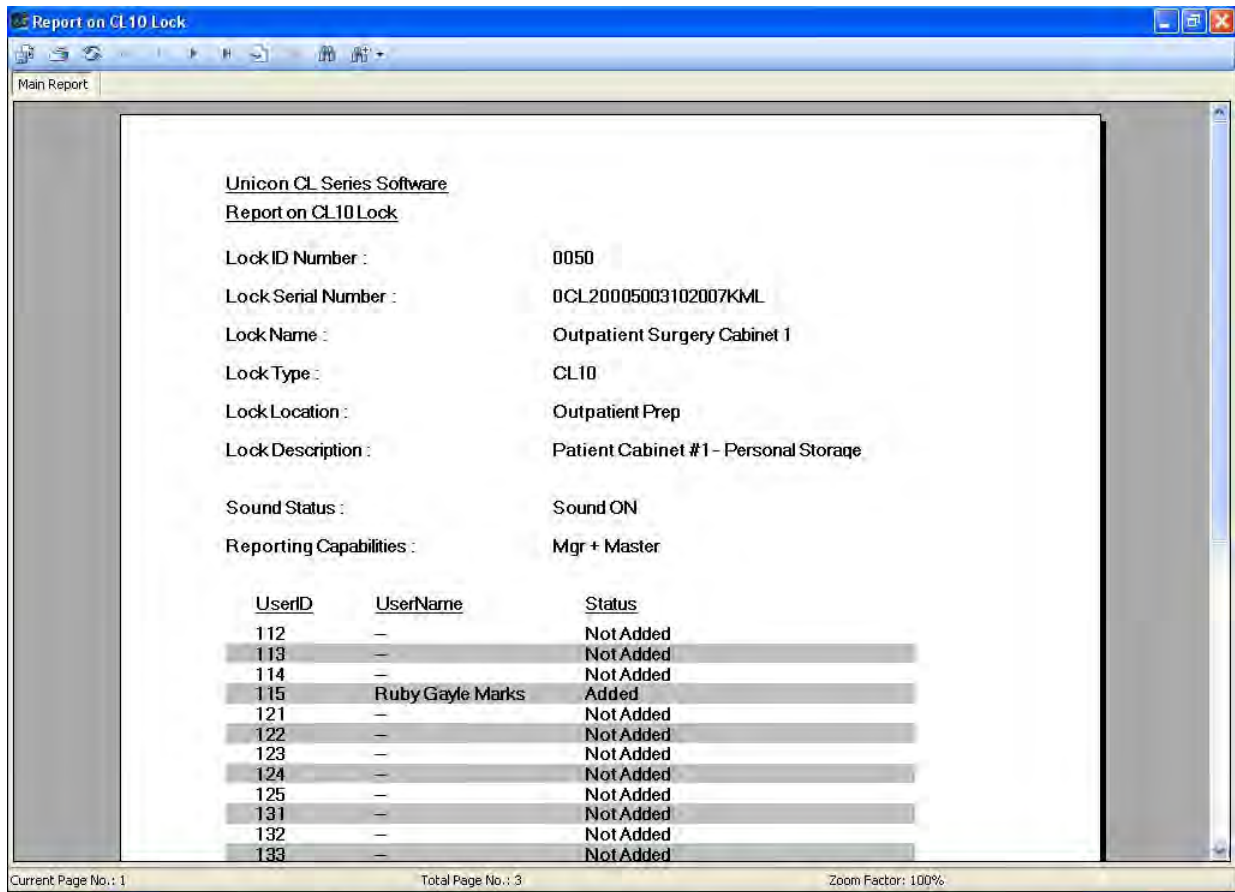 Report on CL10 Lock
Main Report
Unicon CL Series Software
Report on CL10 Lock
Lock ID Number : 0050
Lock Serial Number : 0CL20005003102007KML
Lock Name : Outpatient Surgery Cabinet 1
Lock Type : CL10
Lock Location : Outpatient Prep
Lock Description : Patient Cabinet #1- Personal Storage
Sound Status : Sound ON
Reporting Capabilities : Mgr + Master
UserID UserName Status
112 -- Not Added
113 -- Not Added
114 -- Not Added
115 Ruby Gayle Marks Added
121 -- Not Added
122 -- Not Added
123 -- Not Added
124 -- Not Added
125 -- Not Added
131 -- Not Added
132 -- Not Added
133 -- Not Added
Current Page No.: 1 Total Page No.: 3 Zoom Factor: 100%